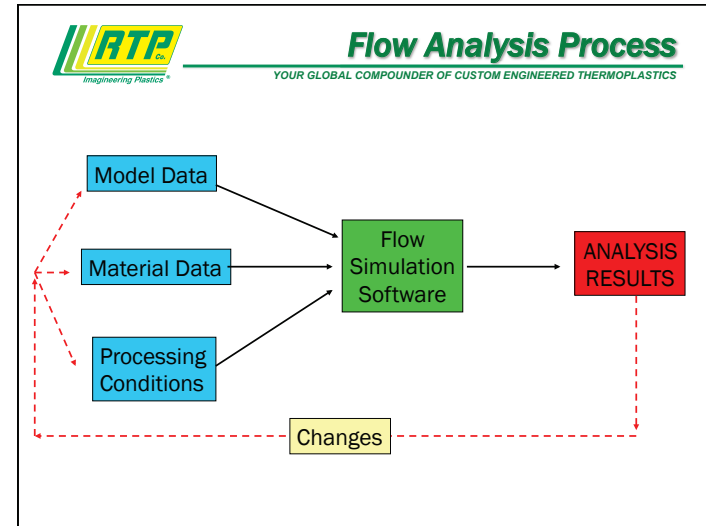 RTP
Co.
Imagineering Plastics®
Flow Analysis Process
YOUR GLOBAL COMPOUNDER OF CUSTOM ENGINEERED THERMOPLASTICS
Model Data
Material Data
Processing
Conditions
Flow
Simulation
Software
ANALYSIS
RESULTS
Changes